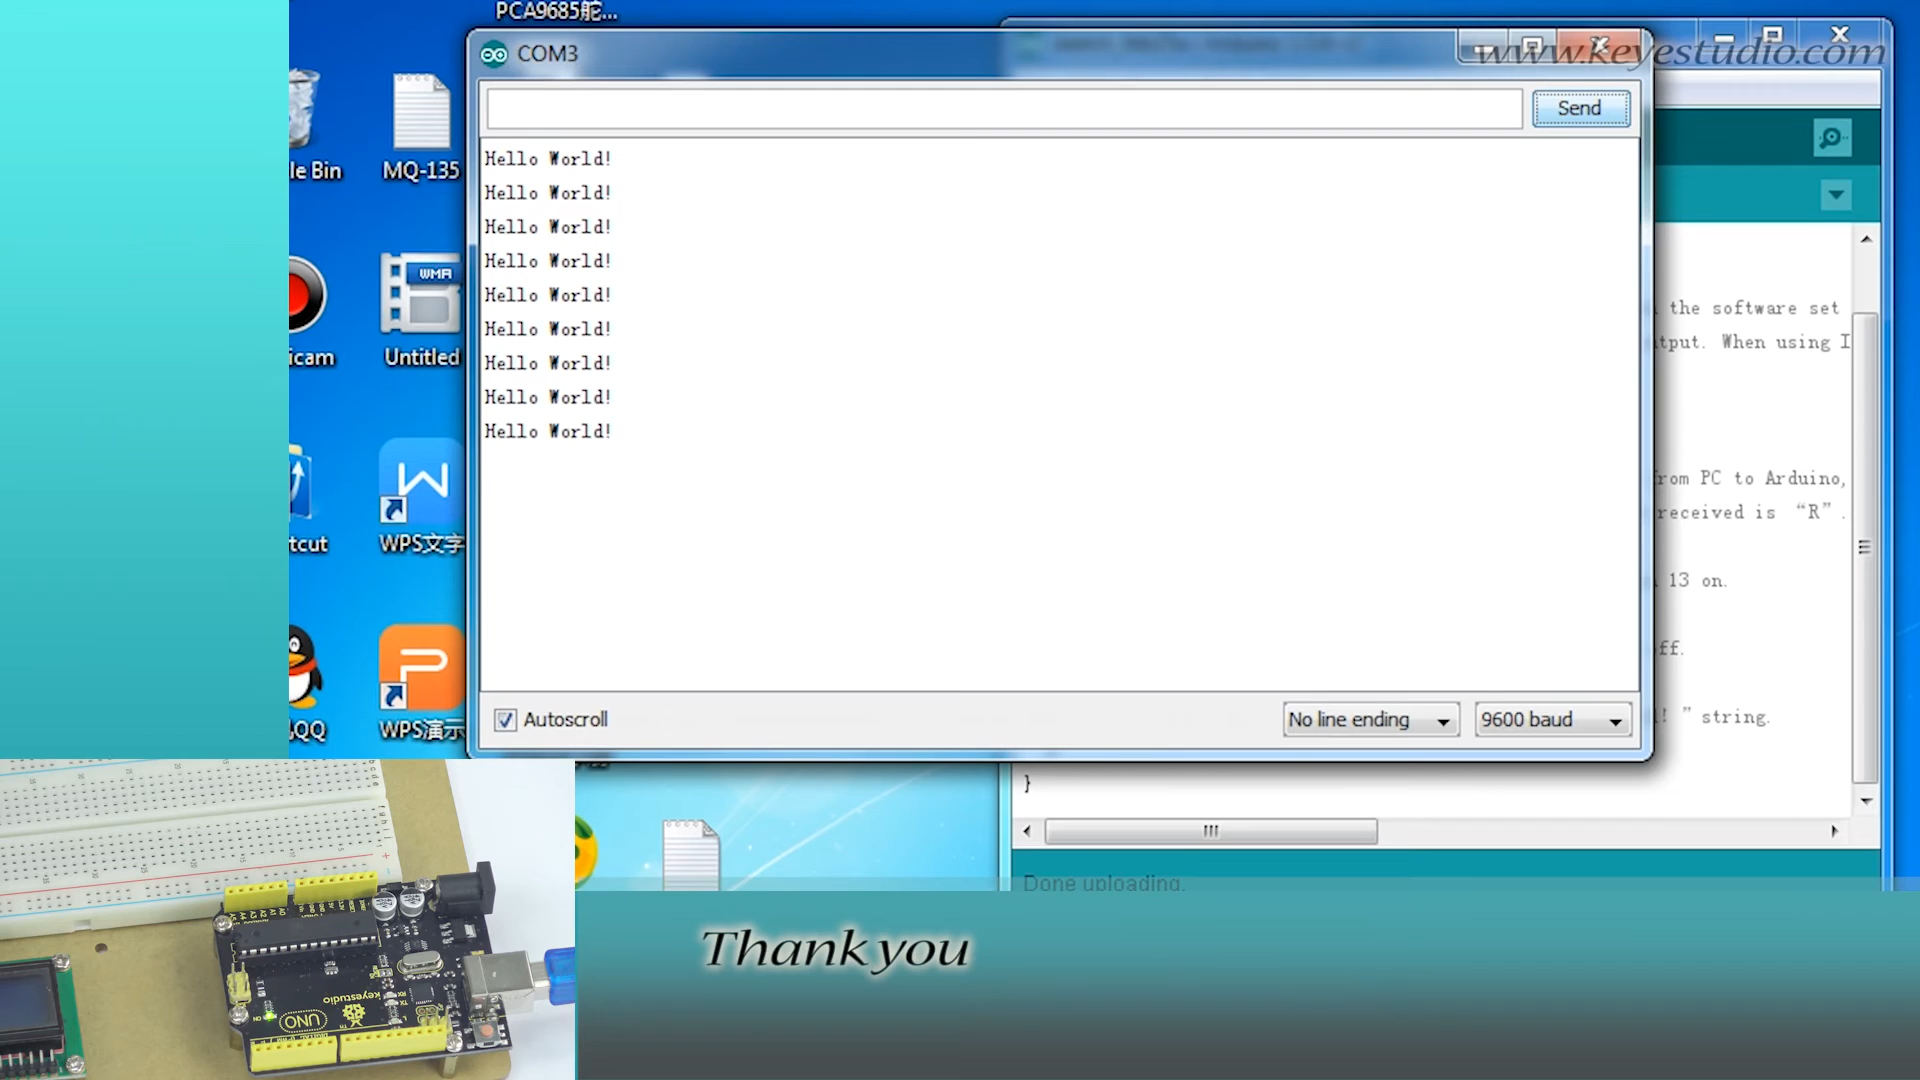 PCA9685舵...
COM3
www.keyestudio.com
Send
Hello World!
Hello World!
Hello World!
Hello World!
Hello World!
Hello World!
Hello World!
Hello World!
Hello World!
le Bin
MQ-135
WMA
icam
Untitled
tcut
WPS文字
QQ
WPS演示
the software set
tput. When using I
rom PC to Arduino,
received is “R”.
13 on.
ff.
! ” string.
}
Autoscroll
No line ending
9600 baud
Done uploading.
Thank you
keyestudio
UNO
ON